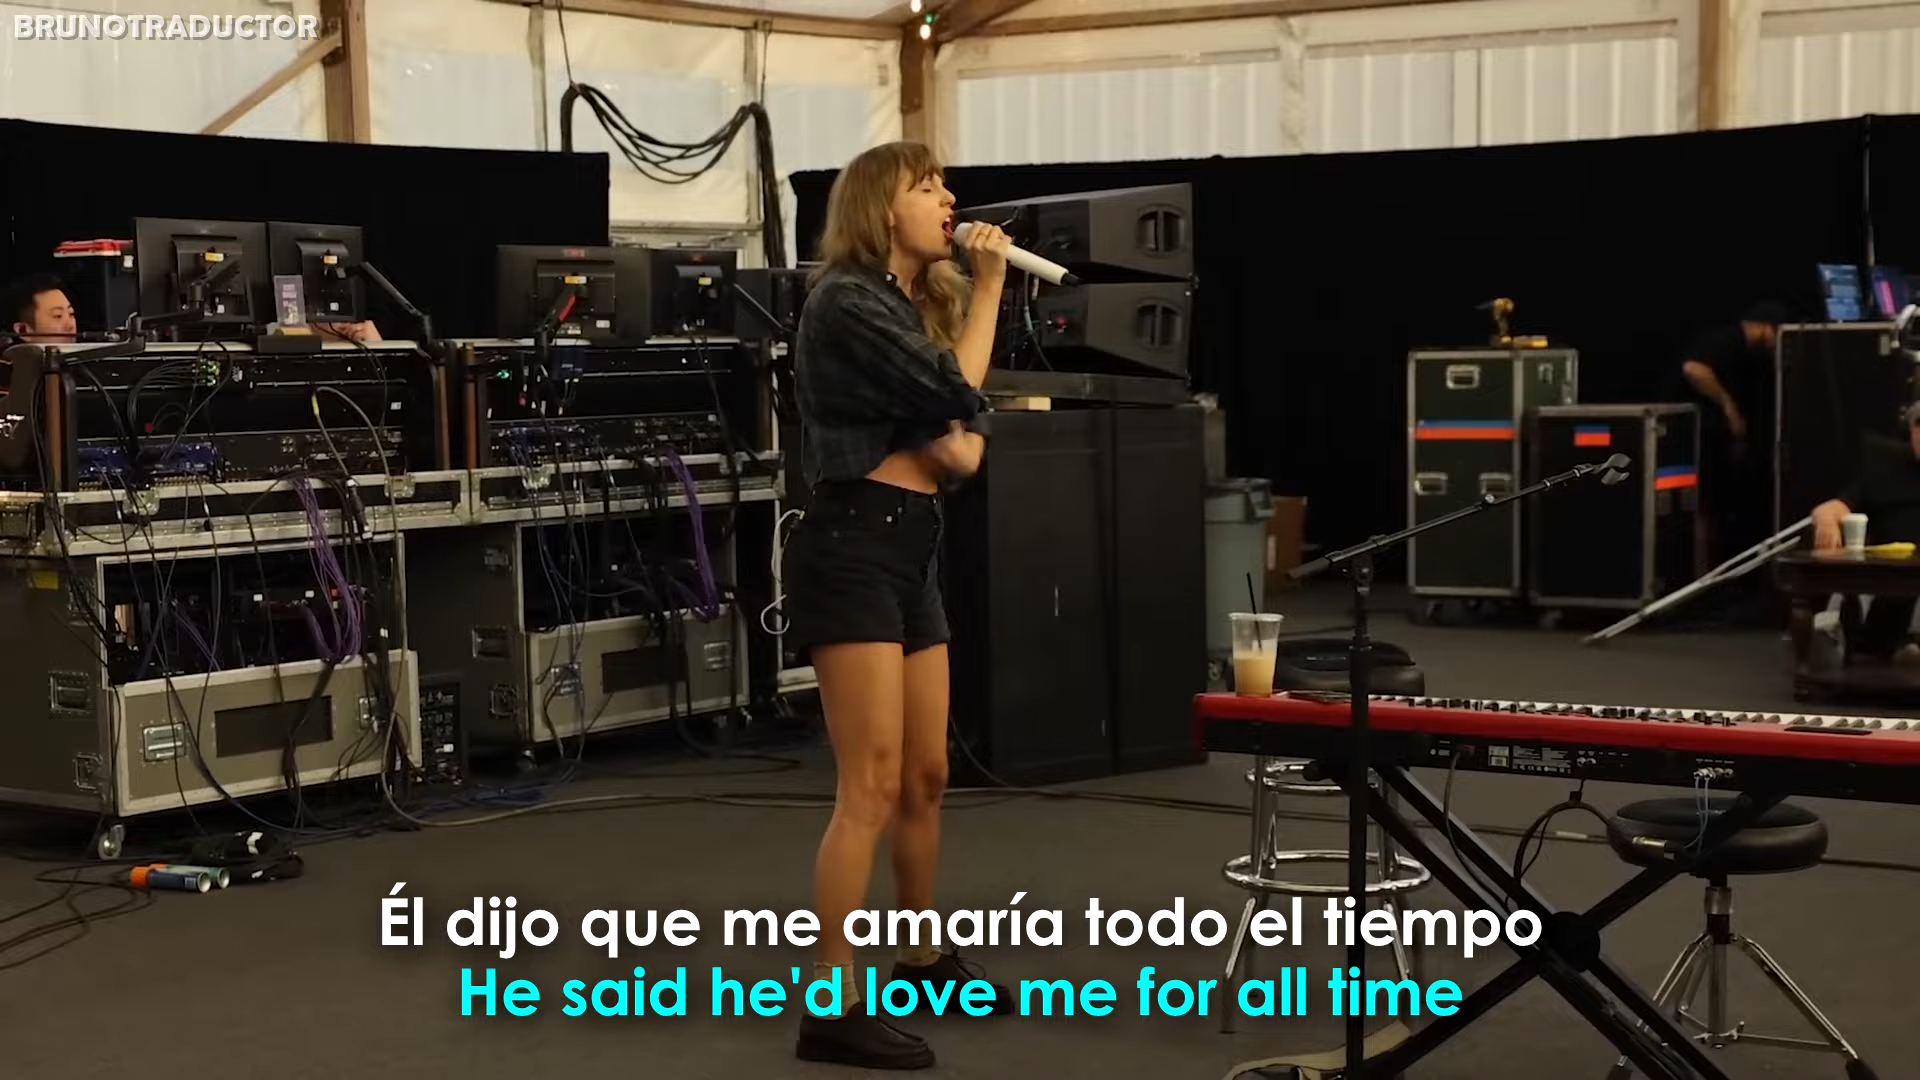 BRUNOTRADUCTOR
Él dijo que me amaría todo el tiempo
He said he'd love me for all time